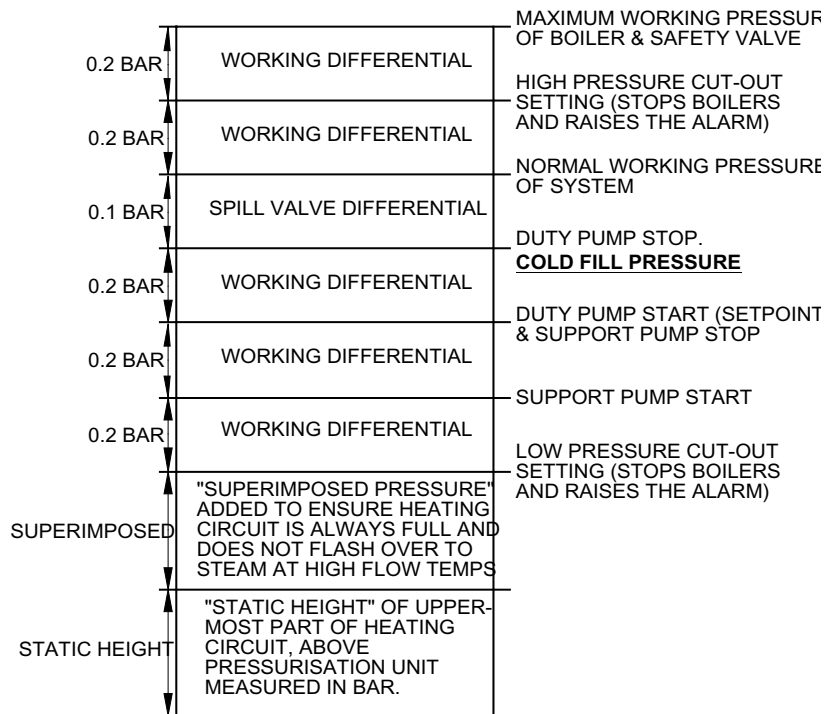 MAXIMUM WORKING PRESSUR
OF BOILER & SAFETY VALVE
0.2 BAR
WORKING DIFFERENTIAL
HIGH PRESSURE CUT-OUT
SETTING (STOPS BOILERS
AND RAISES THE ALARM)
0.2 BAR
WORKING DIFFERENTIAL
NORMAL WORKING PRESSURE
OF SYSTEM
0.1 BAR
SPILL VALVE DIFFERENTIAL
DUTY PUMP STOP.
COLD FILL PRESSURE
0.2 BAR
WORKING DIFFERENTIAL
DUTY PUMP START (SETPOINT
& SUPPORT PUMP STOP
0.2 BAR
WORKING DIFFERENTIAL
SUPPORT PUMP START
0.2 BAR
WORKING DIFFERENTIAL
LOW PRESSURE CUT-OUT
SETTING (STOPS BOILERS
AND RAISES THE ALARM)
SUPERIMPOSED
"SUPERIMPOSED PRESSURE"
ADDED TO ENSURE HEATING
CIRCUIT IS ALWAYS FULL AND
DOES NOT FLASH OVER TO
STEAM AT HIGH FLOW TEMPS
STATIC HEIGHT
"STATIC HEIGHT" OF UPPER-
MOST PART OF HEATING
CIRCUIT, ABOVE
PRESSURISATION UNIT
MEASURED IN BAR.